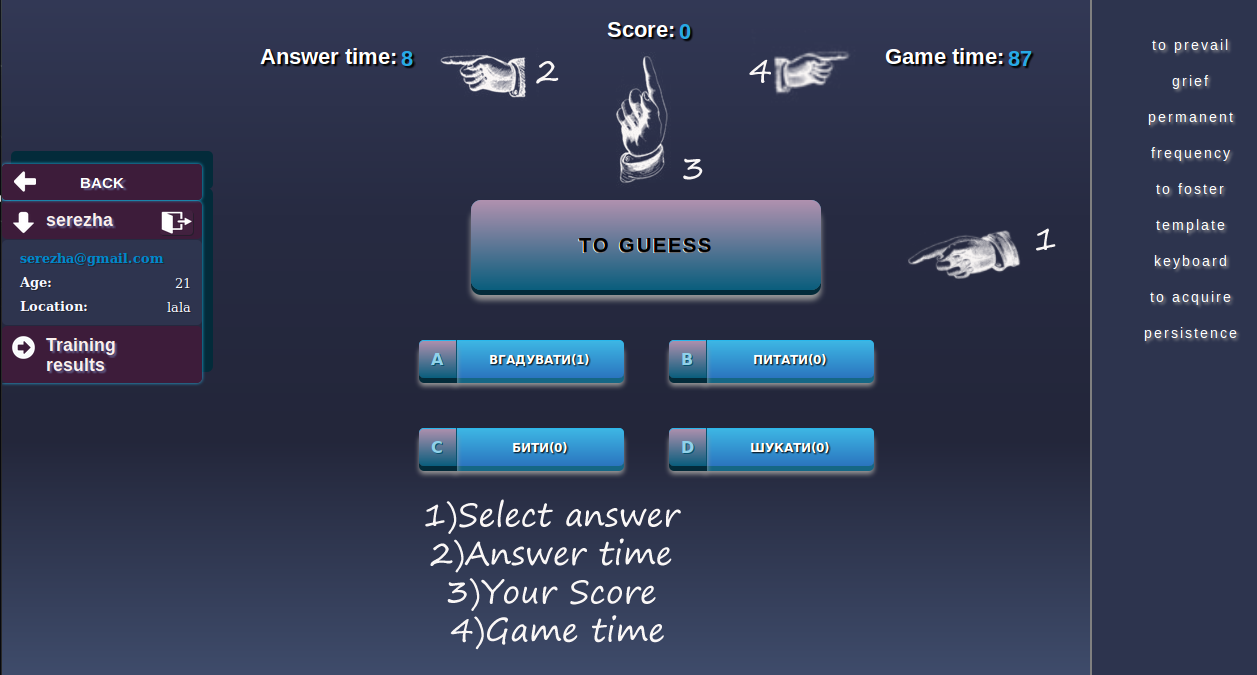 Score: 0
Answer time: 8
2
4
Game time: 87
3
BACK
serezha
serezha@gmail.com
Age: 21
Location: lala
Training
results
TO GUEESS
1
A ВГАДУВАТИ(1)
B ПИТАТИ(0)
C БИТИ(0)
D ШУКАТИ(0)
1)Select answer
2)Answer time
3)Your Score
4)Game time
to prevail
grief
permanent
frequency
to foster
template
keyboard
to acquire
persistence